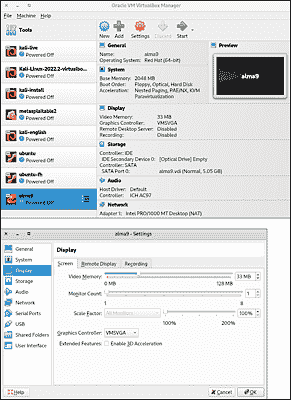 Oracle VM VirtualBox Manager
File Machine Help
Tools
New Add Settings Discard Start
kali-live
Powered Off
Kali-Linux-2022.2-virtualbo...
Powered Off
kali-install
Powered Off
metasploitable2
Powered Off
kali-english
Powered Off
ubuntu
Powered Off
ubuntu-fh
Powered Off
alma9
Powered Off
General
Name: alma9
Operating System: Red Hat (64-bit)
System
Base Memory: 2048 MB
Boot Order: Floppy, Optical, Hard Disk
Acceleration: Nested Paging, PAE/NX, KVM
Paravirtualization
Display
Video Memory: 33 MB
Graphics Controller: VMSVGA
Remote Desktop Server: Disabled
Recording: Disabled
Storage
Controller: IDE
IDE Secondary Device 0: [Optical Drive] Empty
Controller: SATA
SATA Port 0: alma9.vdi (Normal, 5.05 GB)
Audio
Host Driver: Default
Controller: ICH AC97
Network
Adapter 1: Intel PRO/1000 MT Desktop (NAT)
Preview
alma9
alma9 - Settings
General
System
Display
Storage
Audio
Network
Serial Ports
USB
Shared Folders
User Interface
Display
Screen Remote Display Recording
Video Memory: 33 MB
0 MB 128 MB
Monitor Count: 1
1 8
Scale Factor: All Monitors 100%
100% 200%
Graphics Controller: VMSVGA
Extended Features: Enable 3D Acceleration
Help Cancel OK